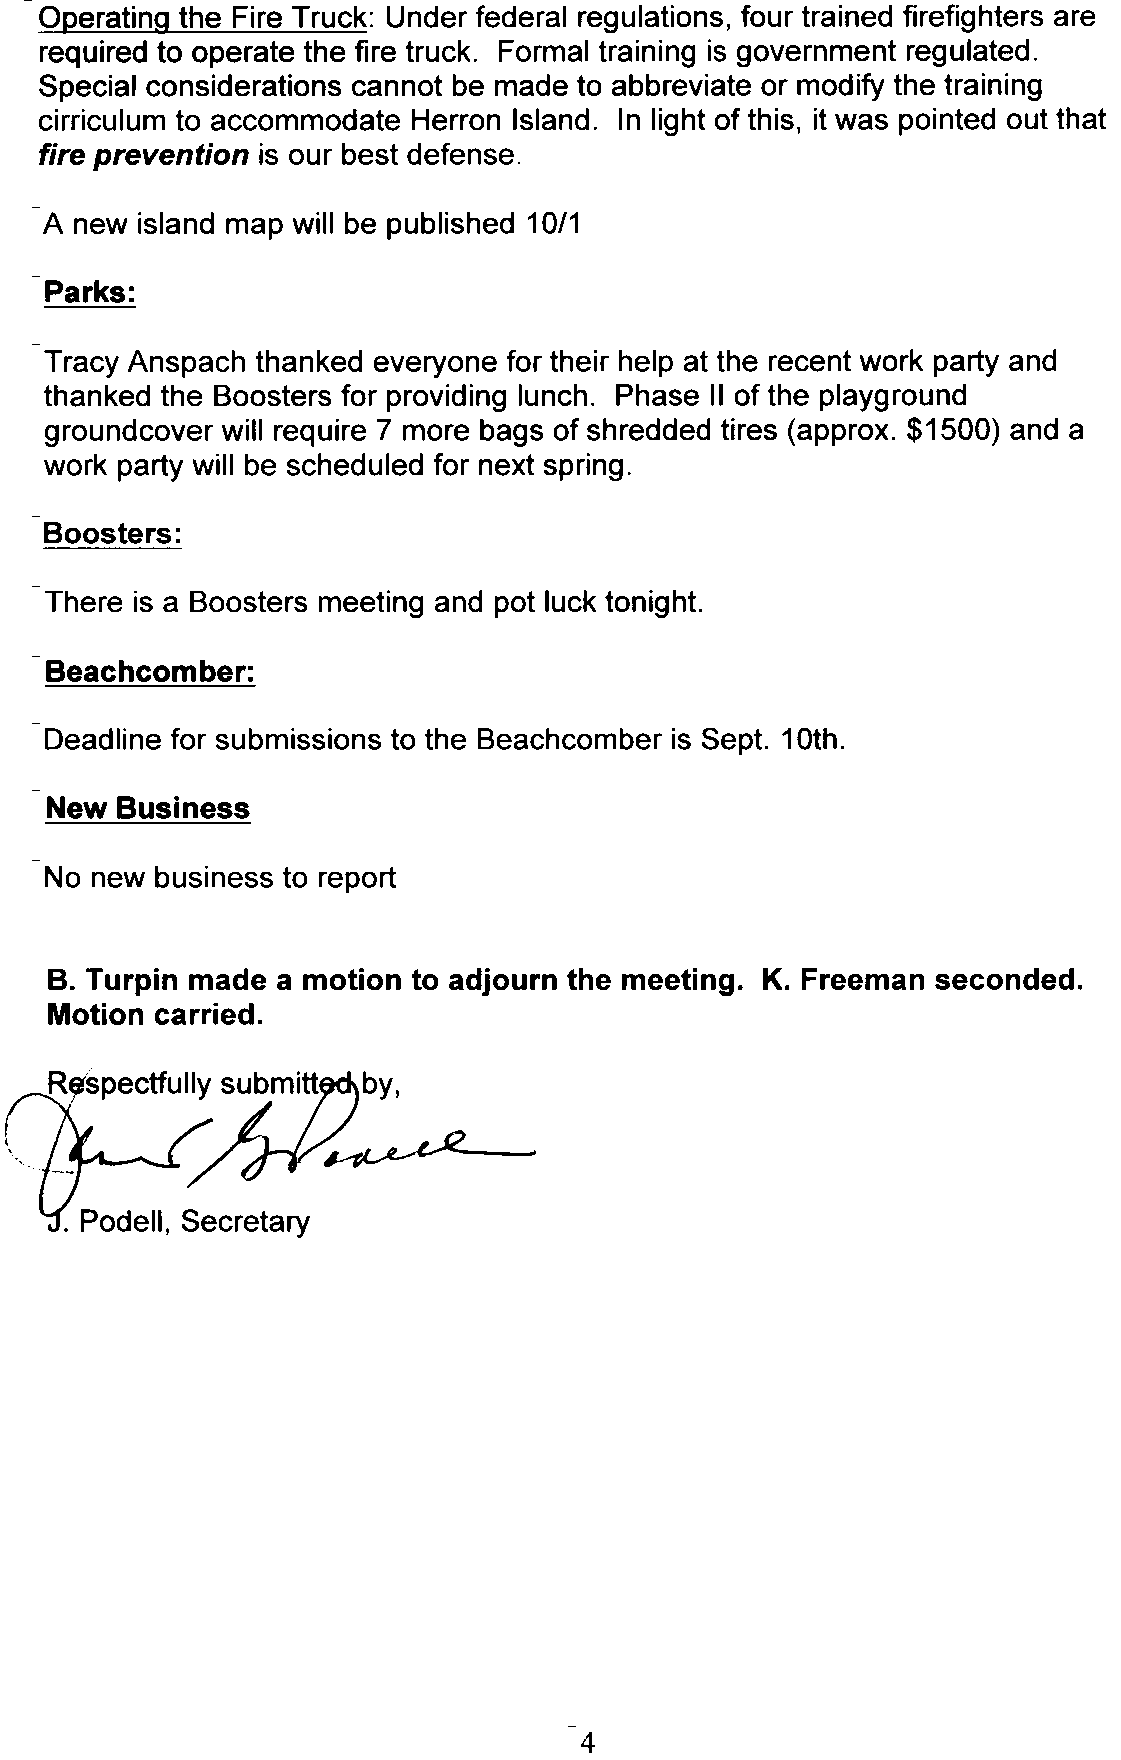 Operating the Fire Truck: Under federal regulations, four trained firefighters are
required to operate the fire truck. Formal training is government regulated.
Special considerations cannot be made to abbreviate or modify the training
cirriculum to accommodate Herron Island. In light of this, it was pointed out that
fire prevention is our best defense.
A new island map will be published 10/1
Parks:
Tracy Anspach thanked everyone for their help at the recent work party and
thanked the Boosters for providing lunch. Phase II of the playground
groundcover will require 7 more bags of shredded tires (approx. $1500) and a
work party will be scheduled for next spring.
Boosters:
There is a Boosters meeting and pot luck tonight.
Beachcomber:
Deadline for submissions to the Beachcomber is Sept. 10th.
New Business
No new business to report
B. Turpin made a motion to adjourn the meeting. K. Freeman seconded.
Motion carried.
Respectfully submitted by,
J. Podell, Secretary
4